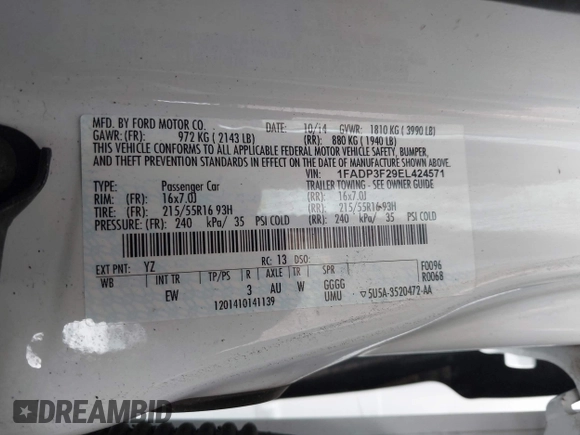 MFD. BY FORD MOTOR CO.
DATE: 10/14 GVWR: 1810 KG ( 3990 LB)
GAWR: (FR): 972 KG ( 2143 LB) (RR): 880 KG ( 1940 LB)
THIS VEHICLE CONFORMS TO ALL APPLICABLE FEDERAL MOTOR VEHICLE SAFETY, BUMPER,
AND THEFT PREVENTION STANDARDS IN EFFECT ON THE DATE OF MANUFACTURE SHOWN ABOVE.
VIN: 1FADP3F29EL424571
TYPE: Passenger Car TRAILER TOWING - SEE OWNER GUIDE
RIM: (FR): 16x7.0J (RR): 16x7.0J
TIRES: (FR): 215/55R16 93H (RR): 215/55R16 93H
PRESSURE: (FR): 240 kPa/ 35 PSI COLD (RR): 240 kPa/ 35 PSI COLD
EXT PNT: YZ RC: 13 DSO: F0096
WB INT TR TP/PS R AXLE TR SPR R0068
EW 3 AU W GGGG
UMU
1201410141139 5U5A-3520472-AA
DREAMBID